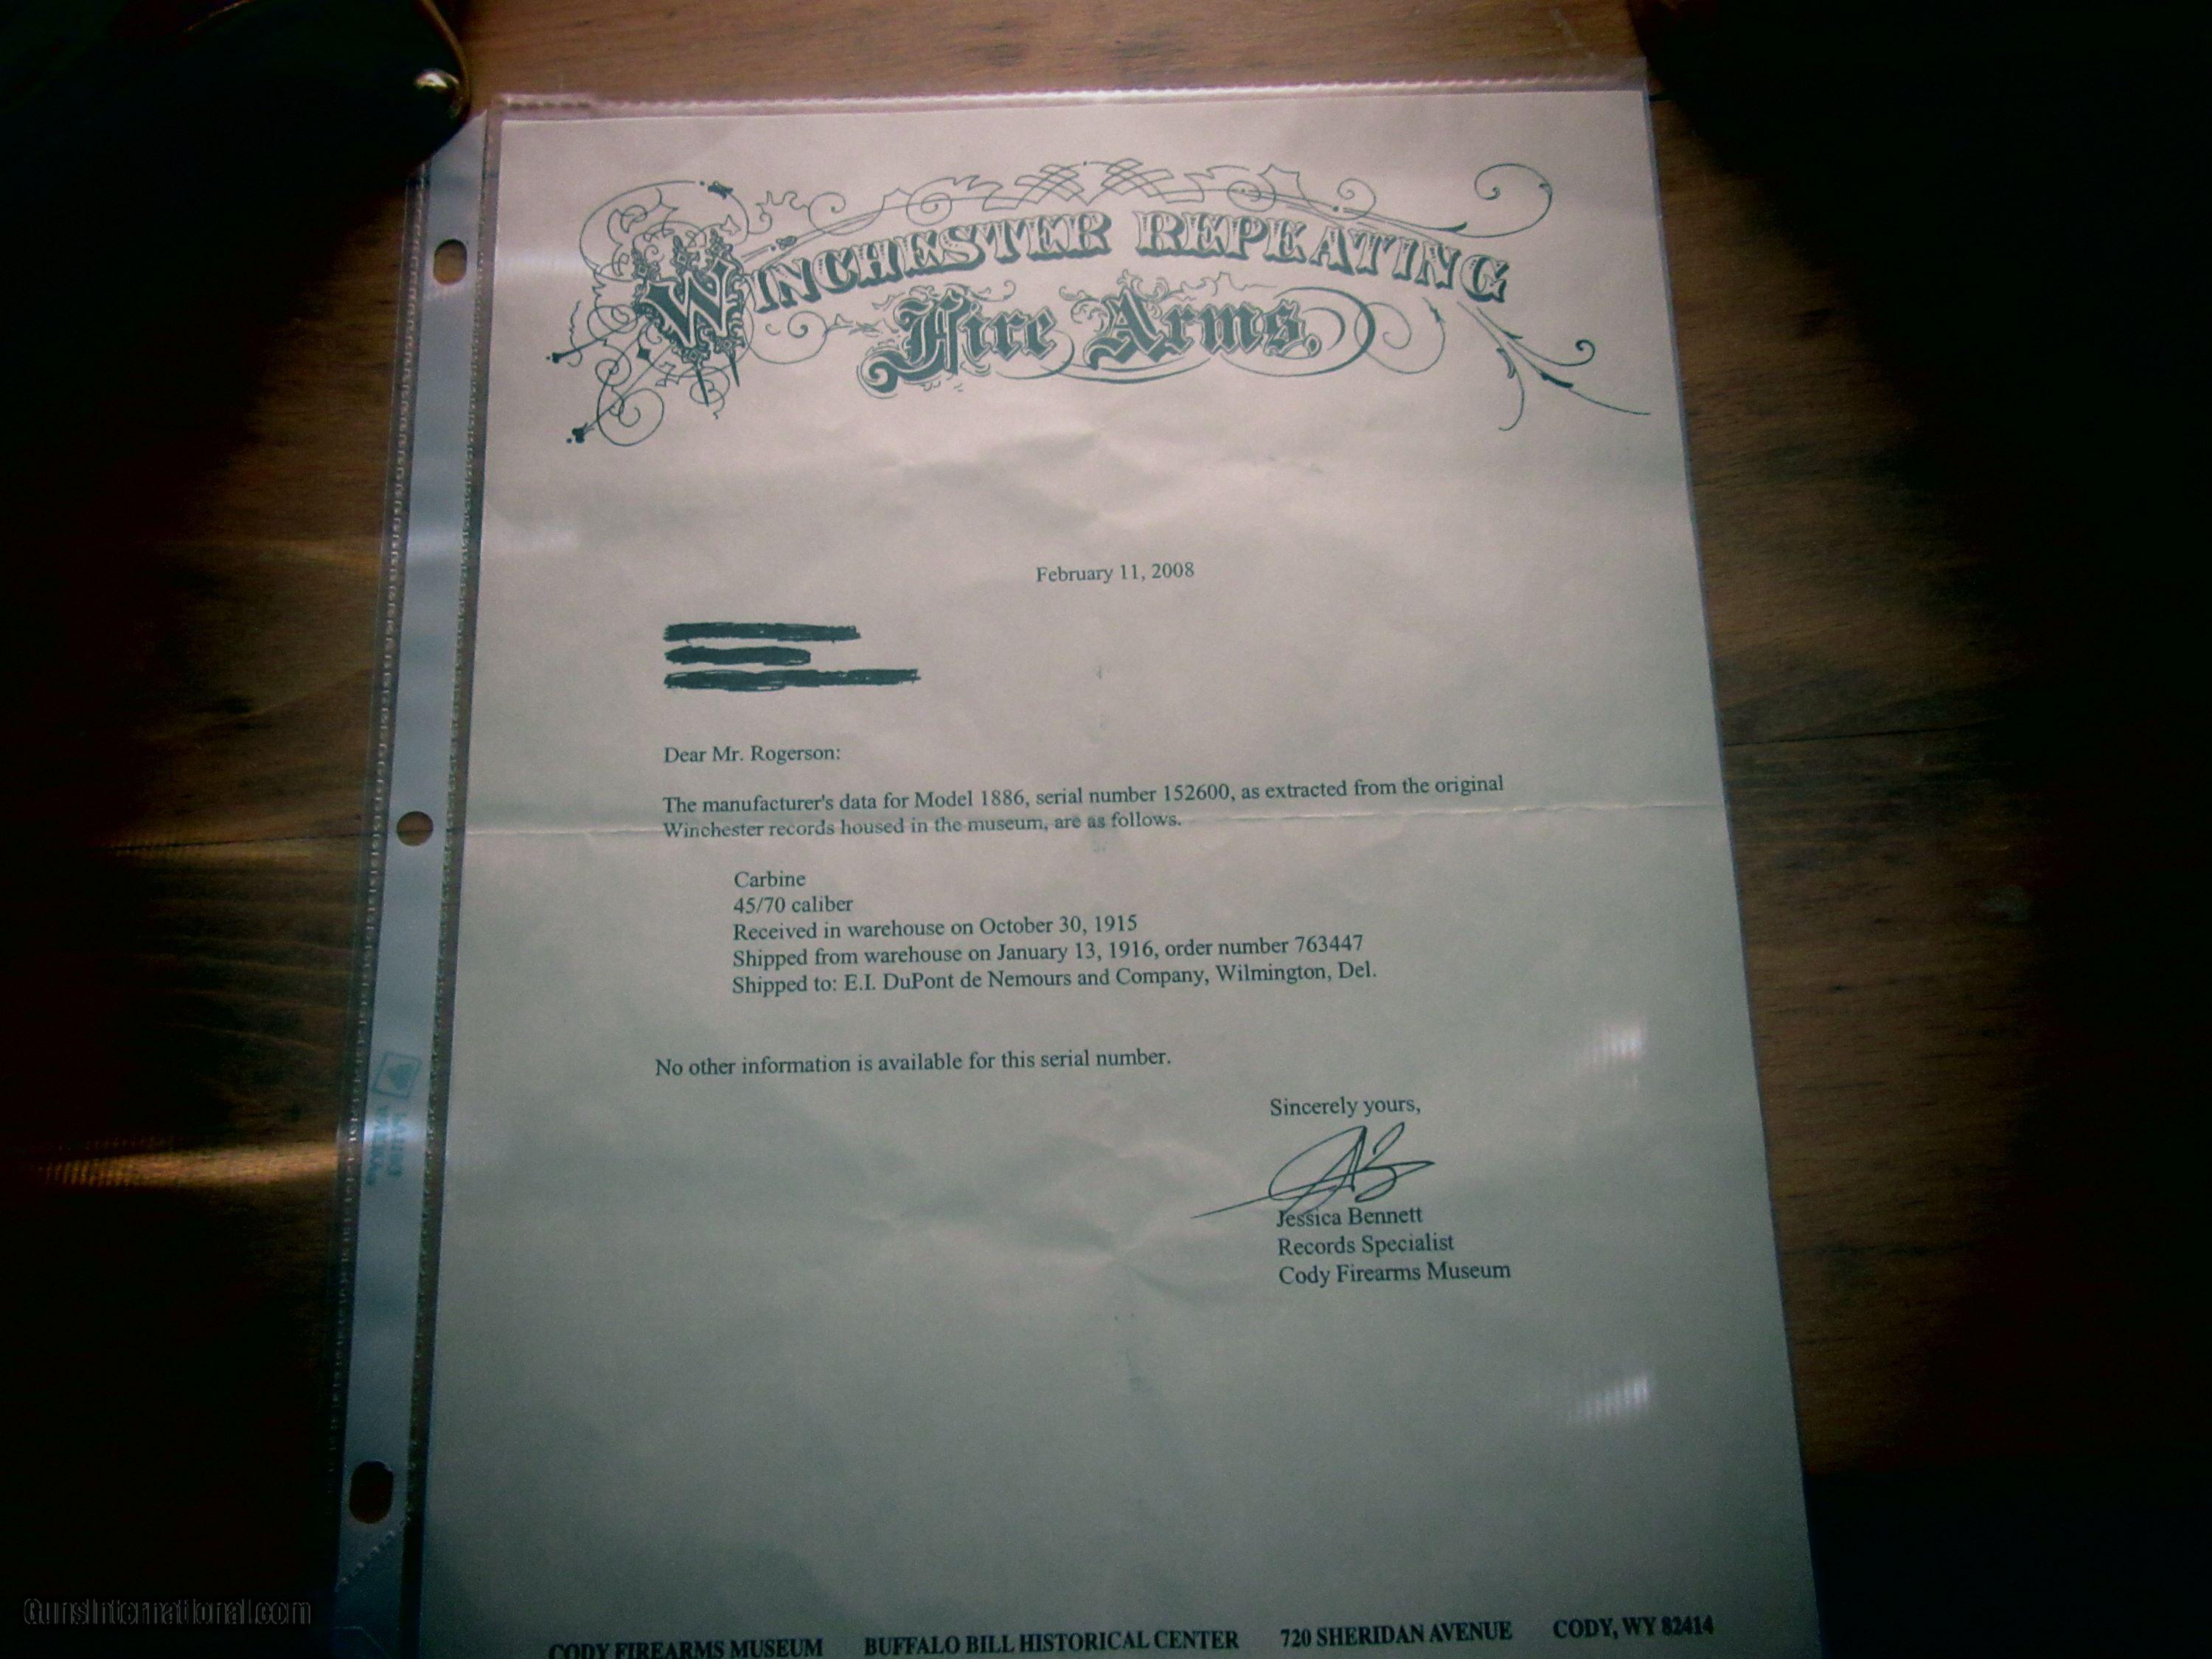 WINCHESTER REPEATING
Fire Arms,
February 11, 2008
Dear Mr. Rogerson:
The manufacturer's data for Model 1886, serial number 152600, as extracted from the original
Winchester records housed in the museum, are as follows.
Carbine
45/70 caliber
Received in warehouse on October 30, 1915
Shipped from warehouse on January 13, 1916, order number 763447
Shipped to: E.I. DuPont de Nemours and Company, Wilmington, Del.
No other information is available for this serial number.
Sincerely yours,
Jessica Bennett
Records Specialist
Cody Firearms Museum
CODY FIREARMS MUSEUM BUFFALO BILL HISTORICAL CENTER 720 SHERIDAN AVENUE CODY, WY 82414
GunsInternational.com